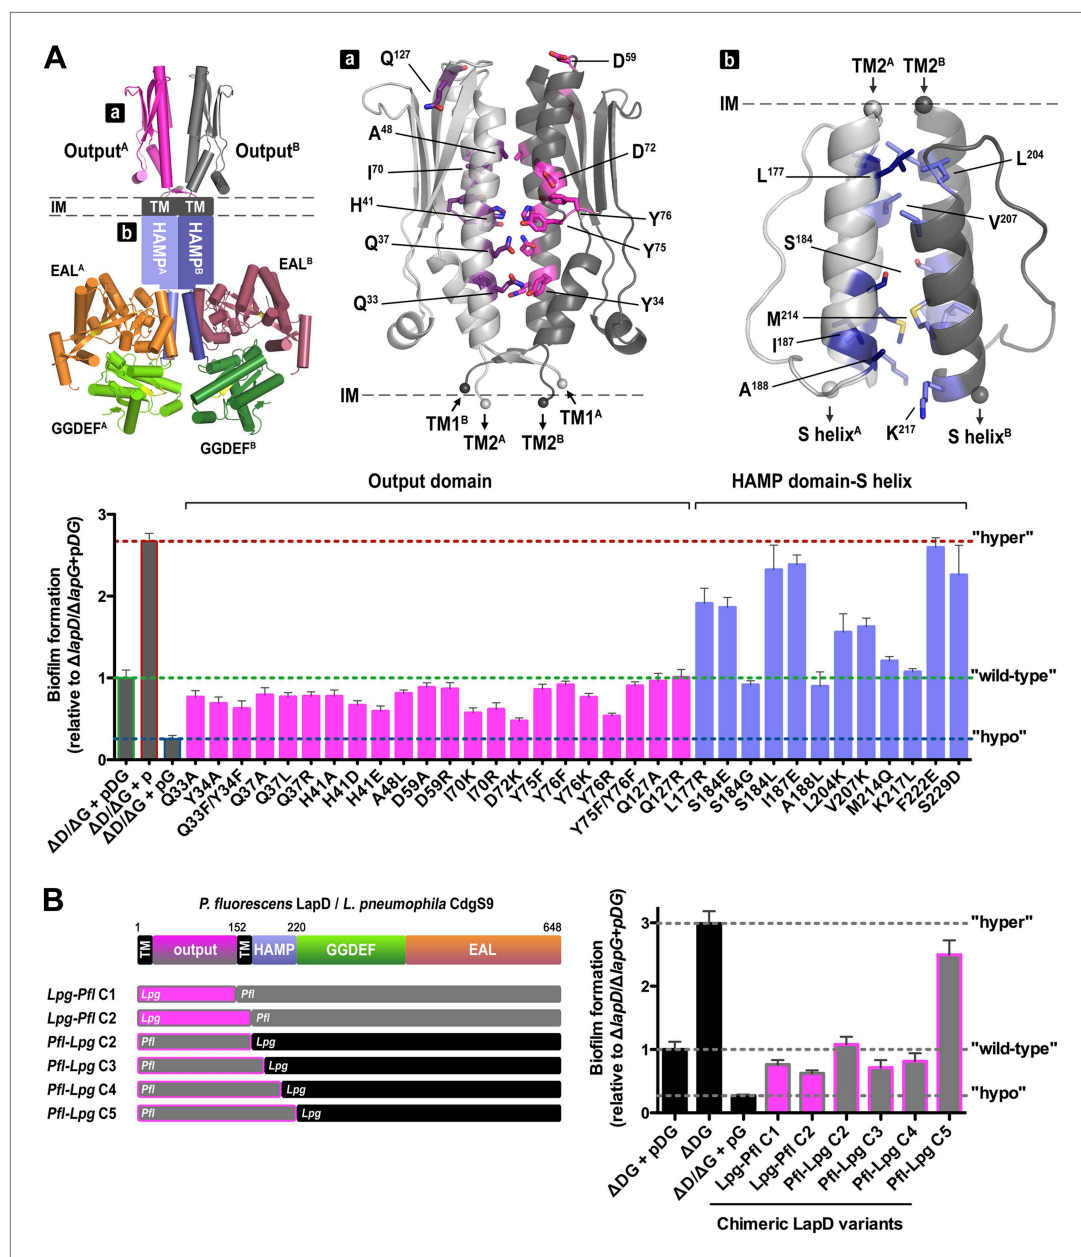 A
a
Output^A
Output^B
IM
TM TM
b
HAMP^A
HAMP^B
EAL^A
EAL^B
GGDEF^A
GGDEF^B
a
Q^127
D^59
A^48
D^72
I^70
H^41
Y^76
Q^37
Y^75
Q^33
Y^34
IM
TM1^B
TM2^A
TM2^B
TM1^A
b
TM2^A TM2^B
IM
L^177
L^204
V^207
S^184
M^214
I^187
A^188
S helix^A
K^217
S helix^B
Output domain
HAMP domain-S helix
Biofilm formation
(relative to ΔlapD/ΔlapG+pDG)
3
2
1
0
"hyper"
"wild-type"
"hypo"
ΔD/ΔG + pDG
ΔD/ΔG + p
ΔD/ΔG + pG
Q33A
Y34A
Q33F/Y34F
Q37A
Q37L
Q37R
H41A
H41D
H41E
A48L
D59A
D59R
I70K
I70R
D72K
Y75F
Y76F
Y76K
Y76R
Y75F/Y76F
Q127A
Q127R
L177R
S184E
S184G
S184L
I187E
A188L
L204K
V207K
M214Q
K217L
F222E
S229D
B
P. fluorescens LapD / L. pneumophila CdgS9
1 152 220 648
TM output TM HAMP GGDEF EAL
Lpg-Pfl C1 Lpg Pfl
Lpg-Pfl C2 Lpg Pfl
Pfl-Lpg C2 Pfl Lpg
Pfl-Lpg C3 Pfl Lpg
Pfl-Lpg C4 Pfl Lpg
Pfl-Lpg C5 Pfl Lpg
Biofilm formation
(relative to ΔlapD/ΔlapG+pDG)
3
2
1
0
"hyper"
"wild-type"
"hypo"
ΔDG + pDG
ΔDG
ΔD/ΔG + pG
Lpg-Pfl C1
Lpg-Pfl C2
Pfl-Lpg C2
Pfl-Lpg C3
Pfl-Lpg C4
Pfl-Lpg C5
Chimeric LapD variants